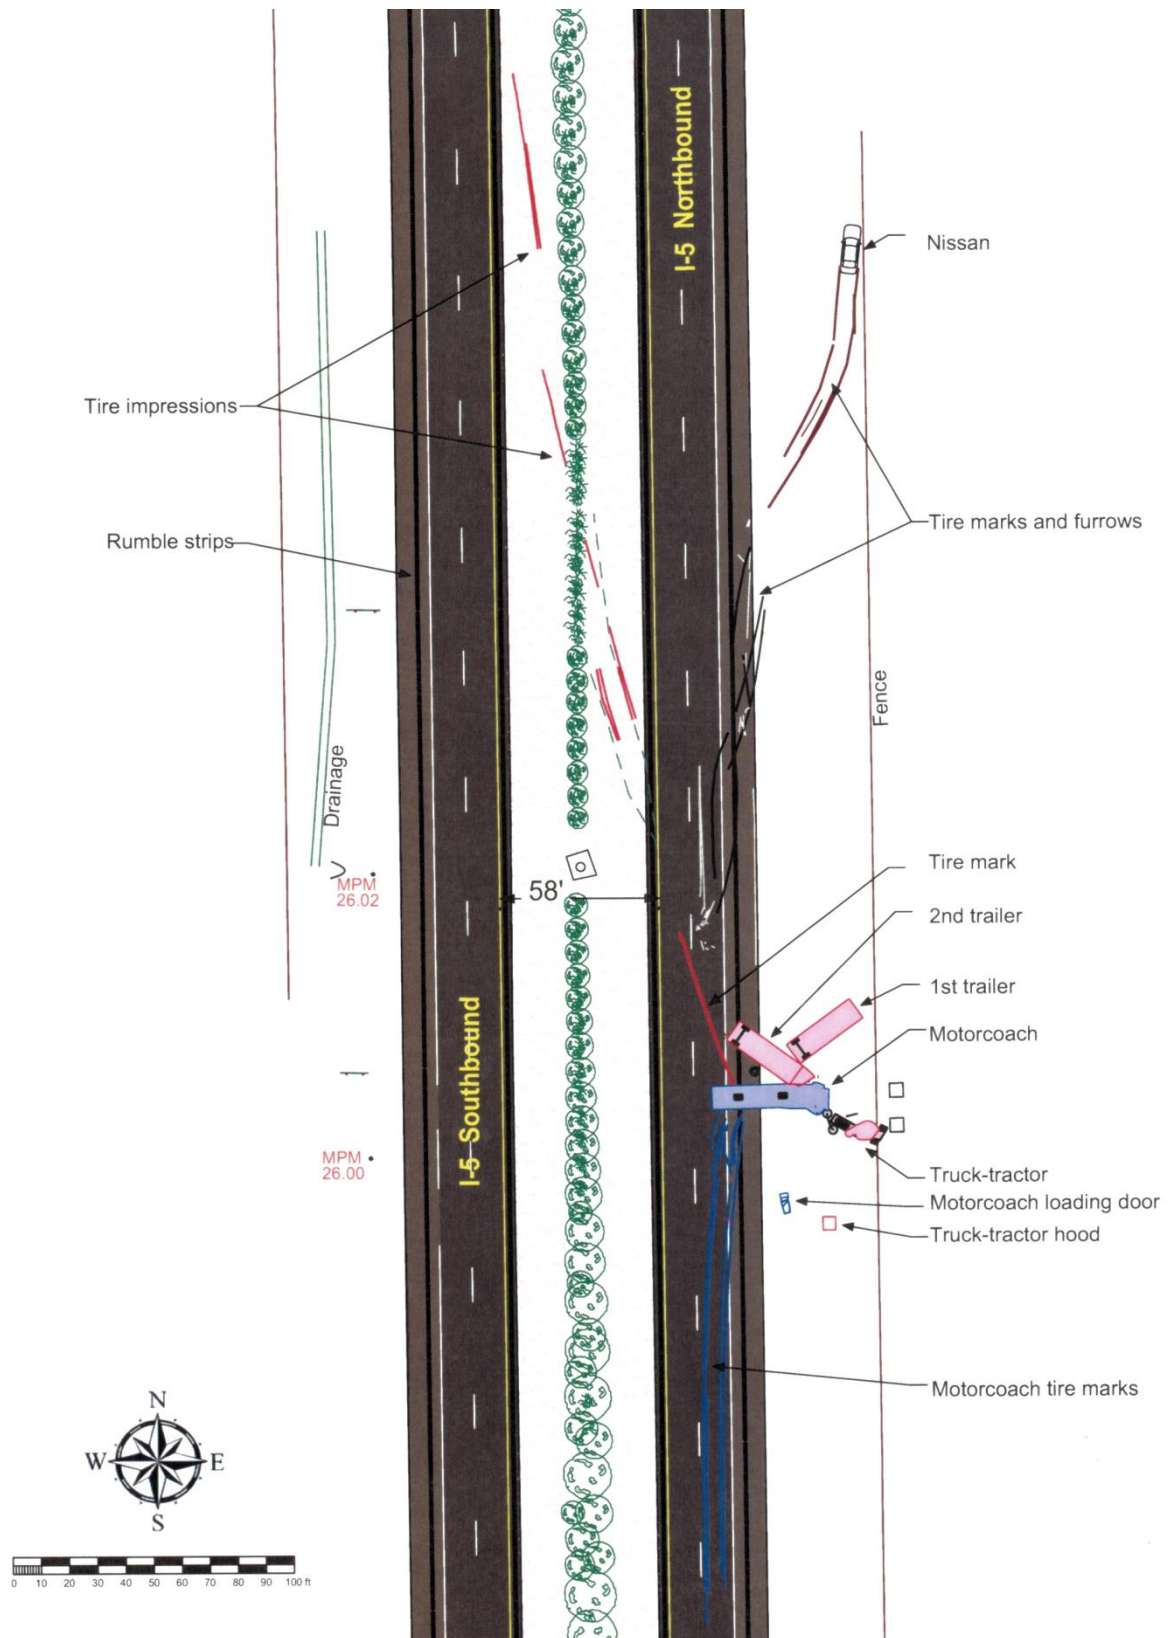 I-5 Northbound
Nissan
Tire impressions
Tire marks and furrows
Rumble strips
Fence
Drainage
Tire mark
MPM
26.02
58'
2nd trailer
1st trailer
Motorcoach
I-5 Southbound
MPM
26.00
Truck-tractor
Motorcoach loading door
Truck-tractor hood
Motorcoach tire marks
N
W E
S
0 10 20 30 40 50 60 70 80 90 100 ft